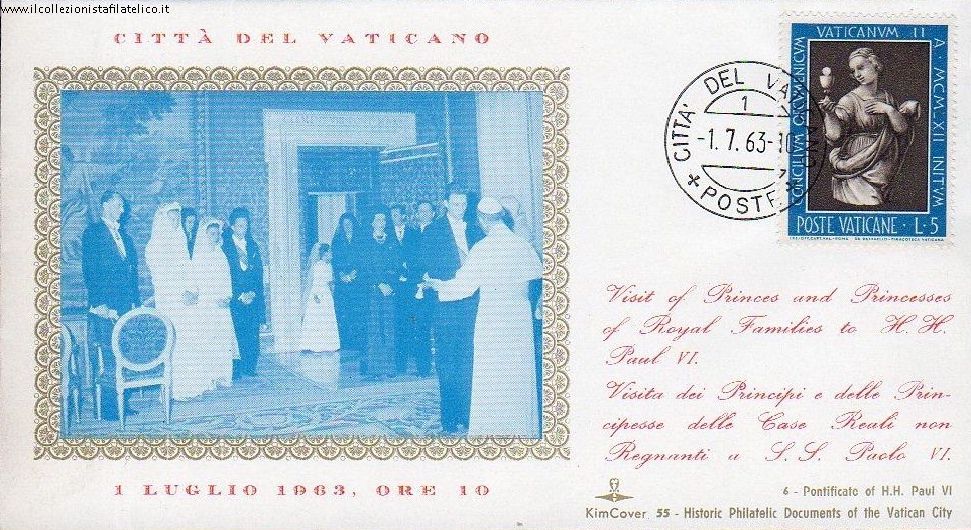 www.ilcollezionistafilatelico.it
CITTÀ DEL VATICANO
1 LUGLIO 1963, ORE 10
CITTA' DEL VATICANO
1
-1.7.63-10
POSTE
CONCILIVM OECVMENICVM VATICANVM II A·MCMLXII INITVM
POSTE VATICANE · L·5
Visit of Princes and Princesses
of Royal Families to H. H.
Paul VI.
Visita dei Principi e delle Prin-
cipesse delle Case Reali non
Regnanti a S. S. Paolo VI.
6 - Pontificate of H.H. Paul VI
KimCover 55 - Historic Philatelic Documents of the Vatican City